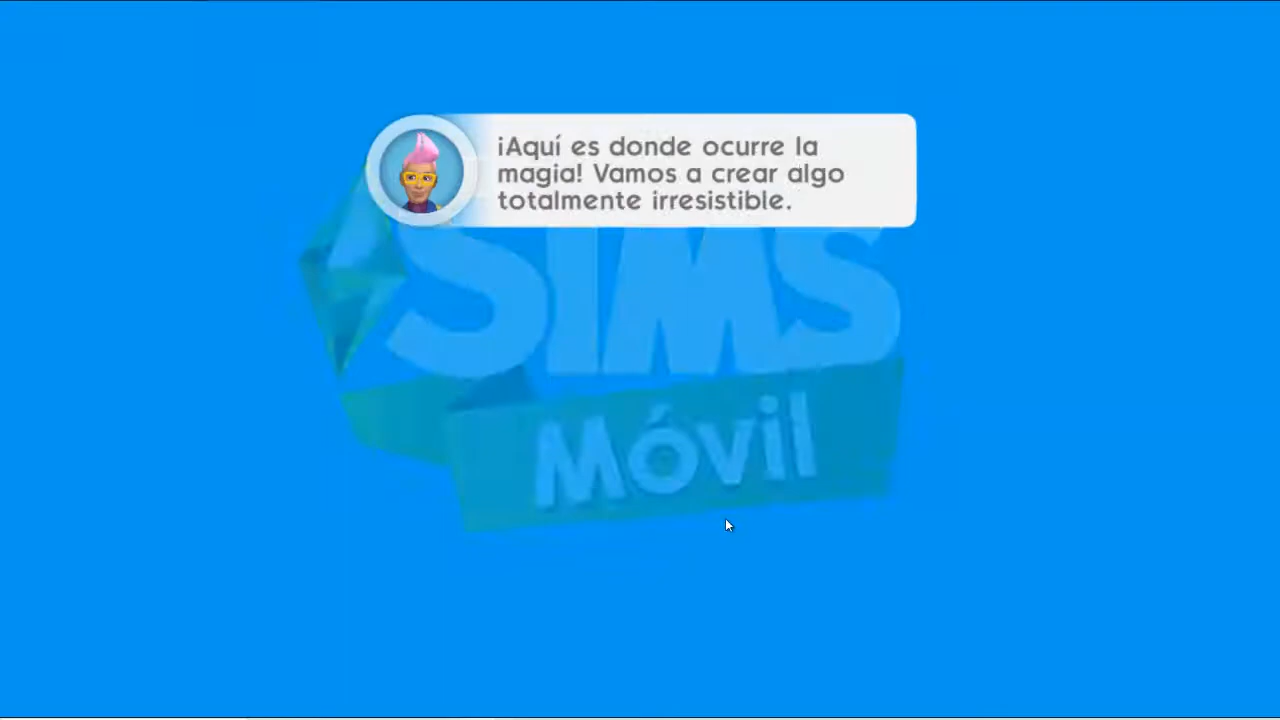 ¡Aquí es donde ocurre la
magia! Vamos a crear algo
totalmente irresistible.
SIMS
Móvil